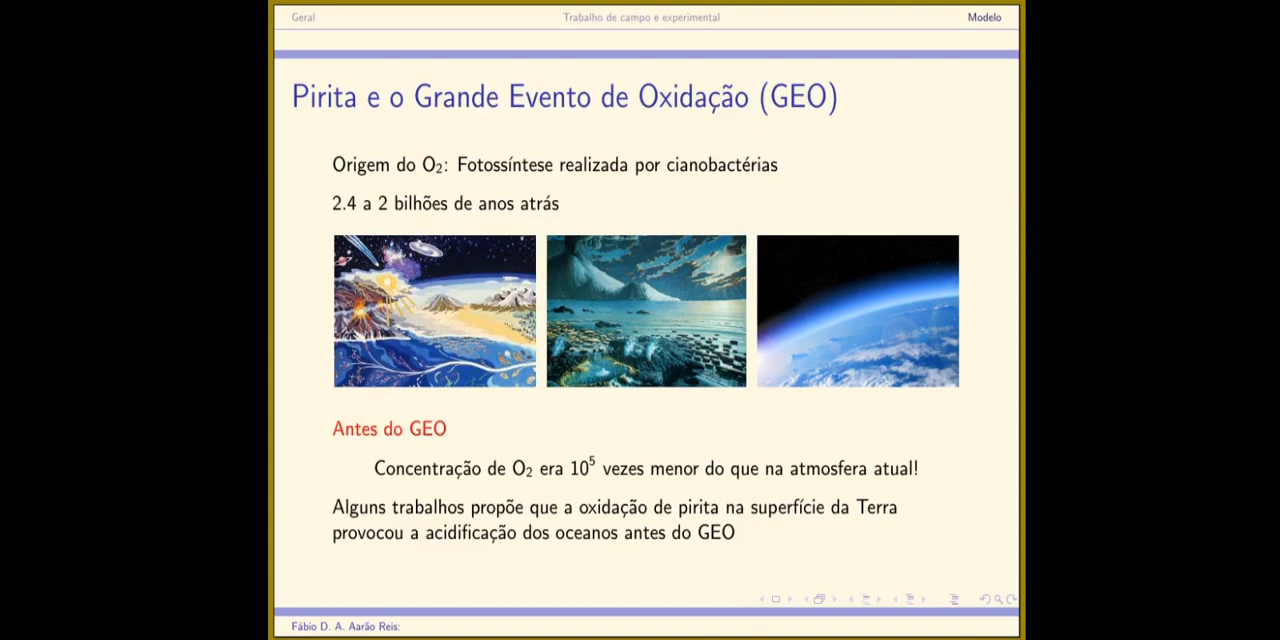 Geral
Trabalho de campo e experimental
Modelo
Pirita e o Grande Evento de Oxidação (GEO)
Origem do O₂: Fotossíntese realizada por cianobactérias
2.4 a 2 bilhões de anos atrás
Antes do GEO
Concentração de O₂ era 10⁵ vezes menor do que na atmosfera atual!
Alguns trabalhos propõe que a oxidação de pirita na superfície da Terra
provocou a acidificação dos oceanos antes do GEO
Fábio D. A. Aarão Reis: